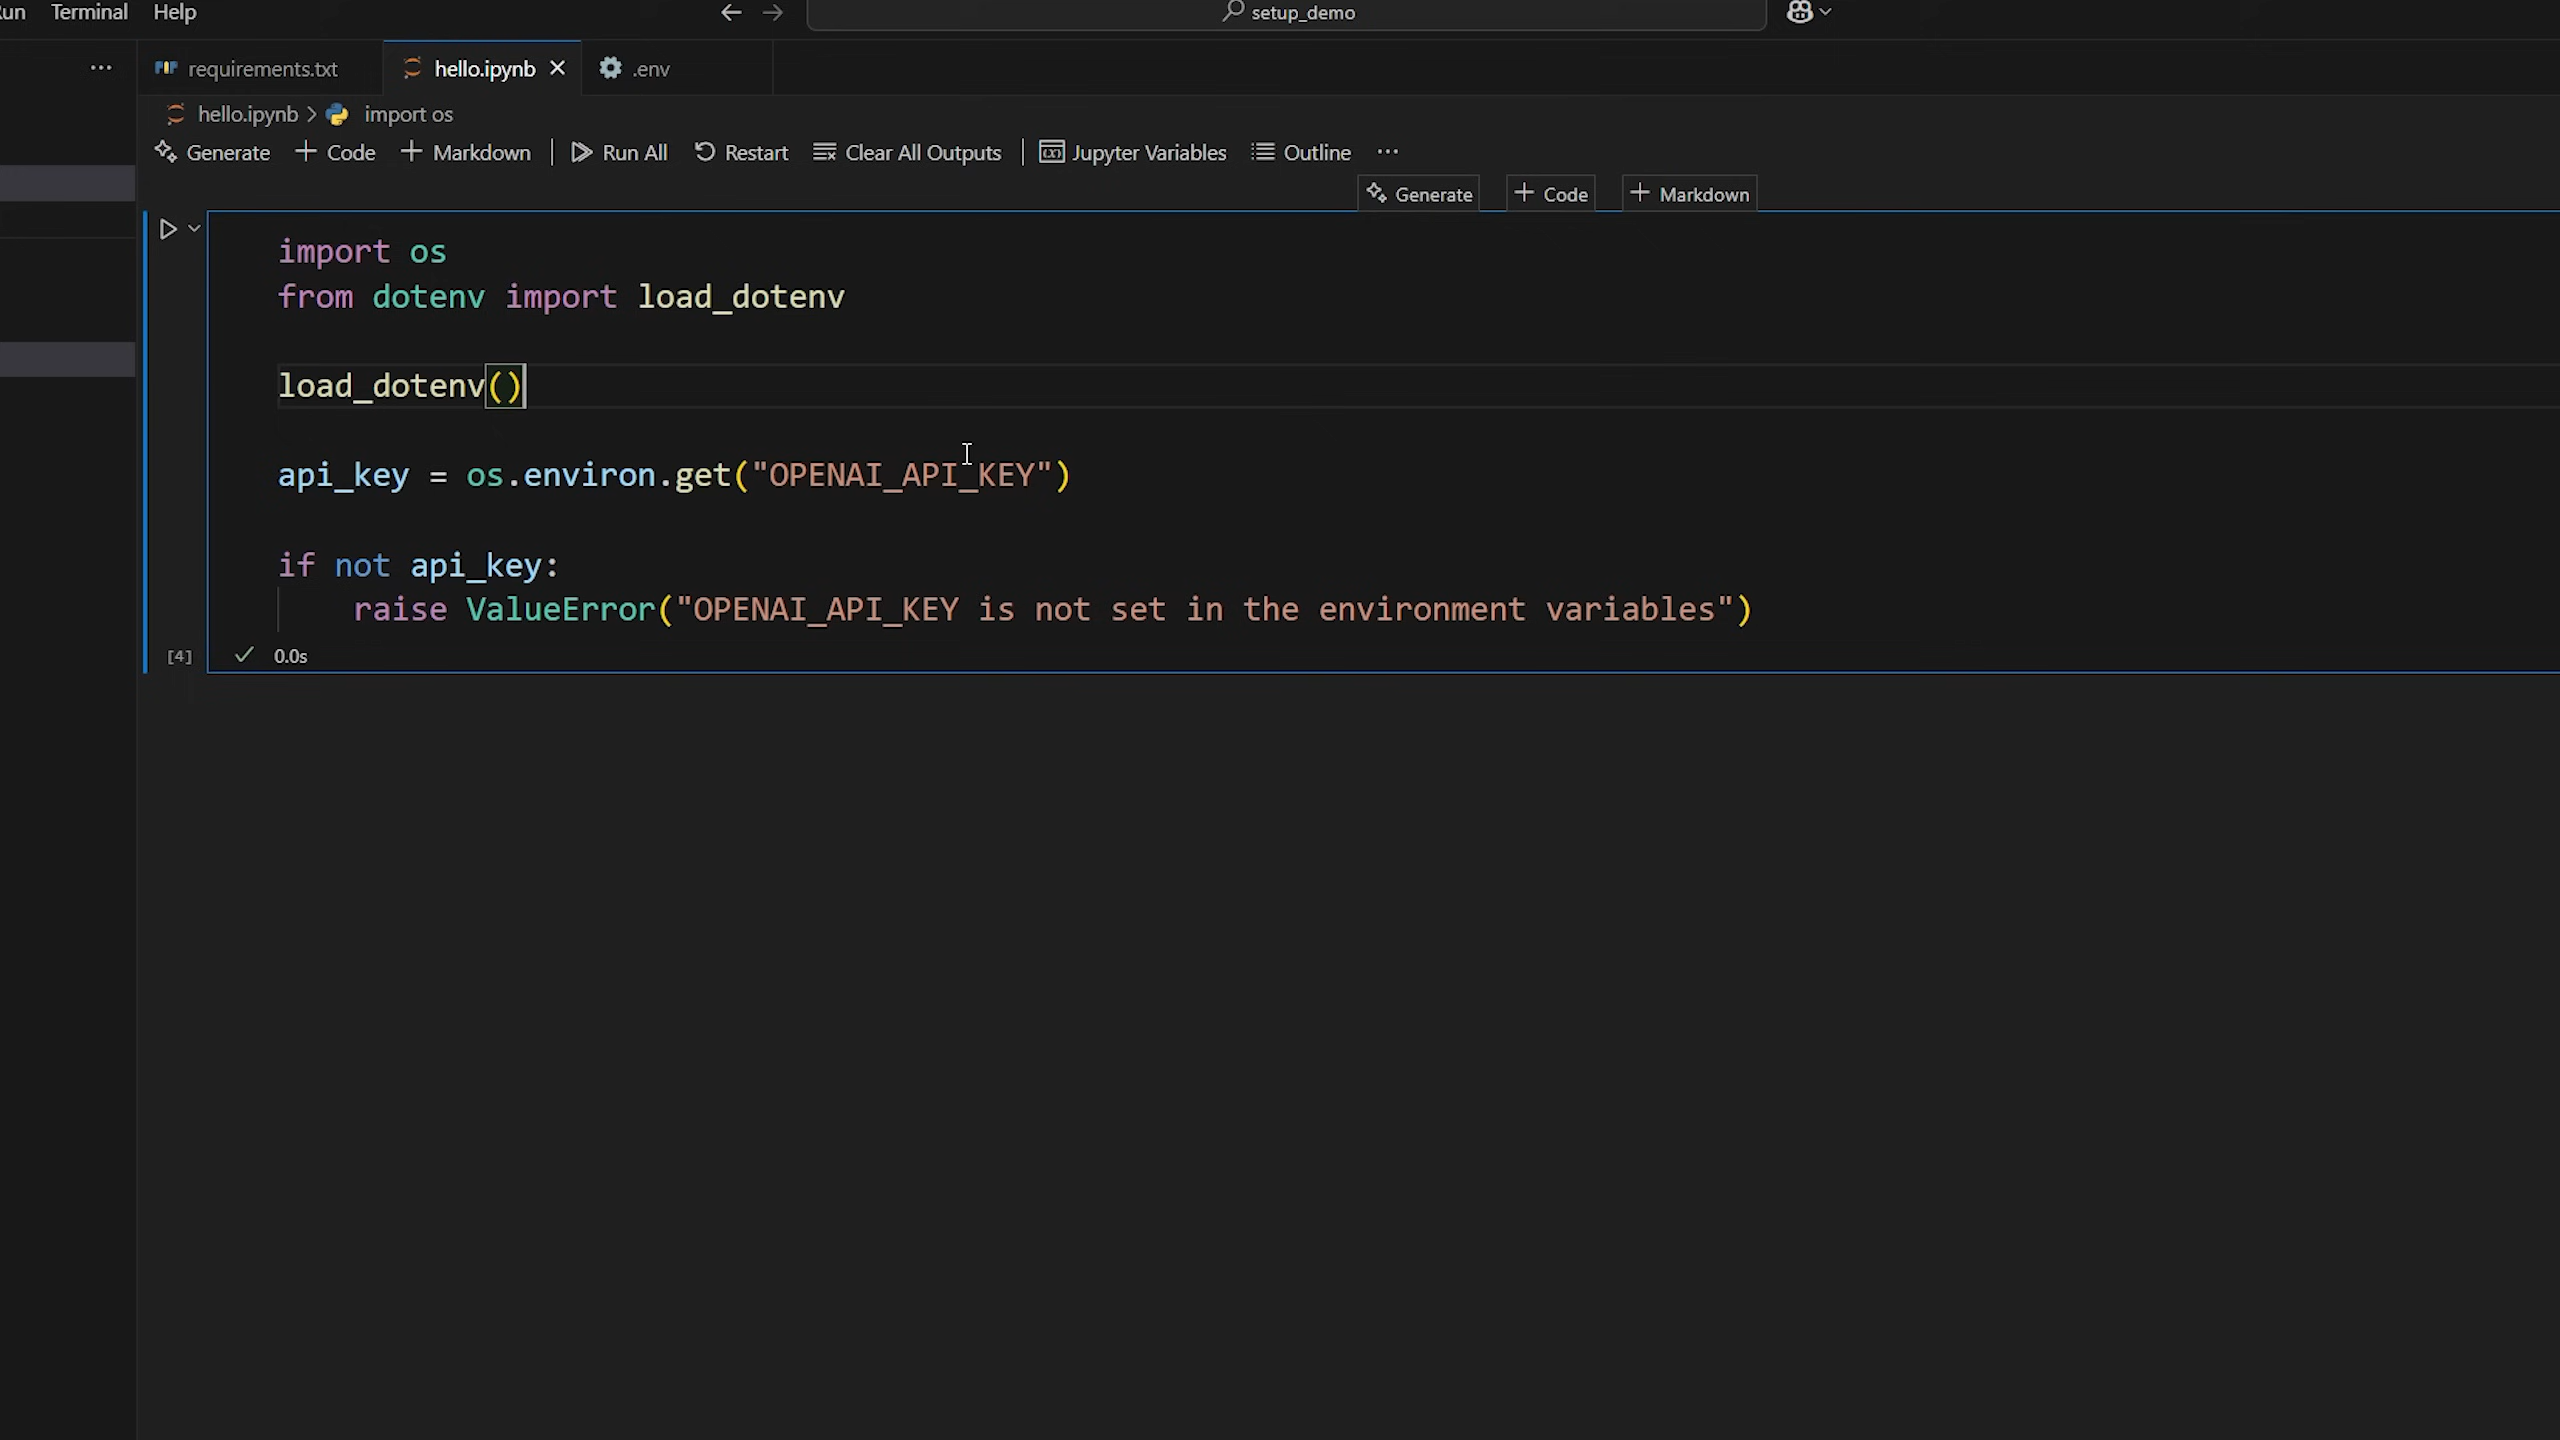 Terminal Help setup_demo
requirements.txt hello.ipynb .env
hello.ipynb > import os
Generate + Code + Markdown Run All Restart Clear All Outputs Jupyter Variables Outline ...
Generate + Code + Markdown
import os
from dotenv import load_dotenv
load_dotenv()
api_key = os.environ.get("OPENAI_API_KEY")
if not api_key:
raise ValueError("OPENAI_API_KEY is not set in the environment variables")
[4] 0.0s